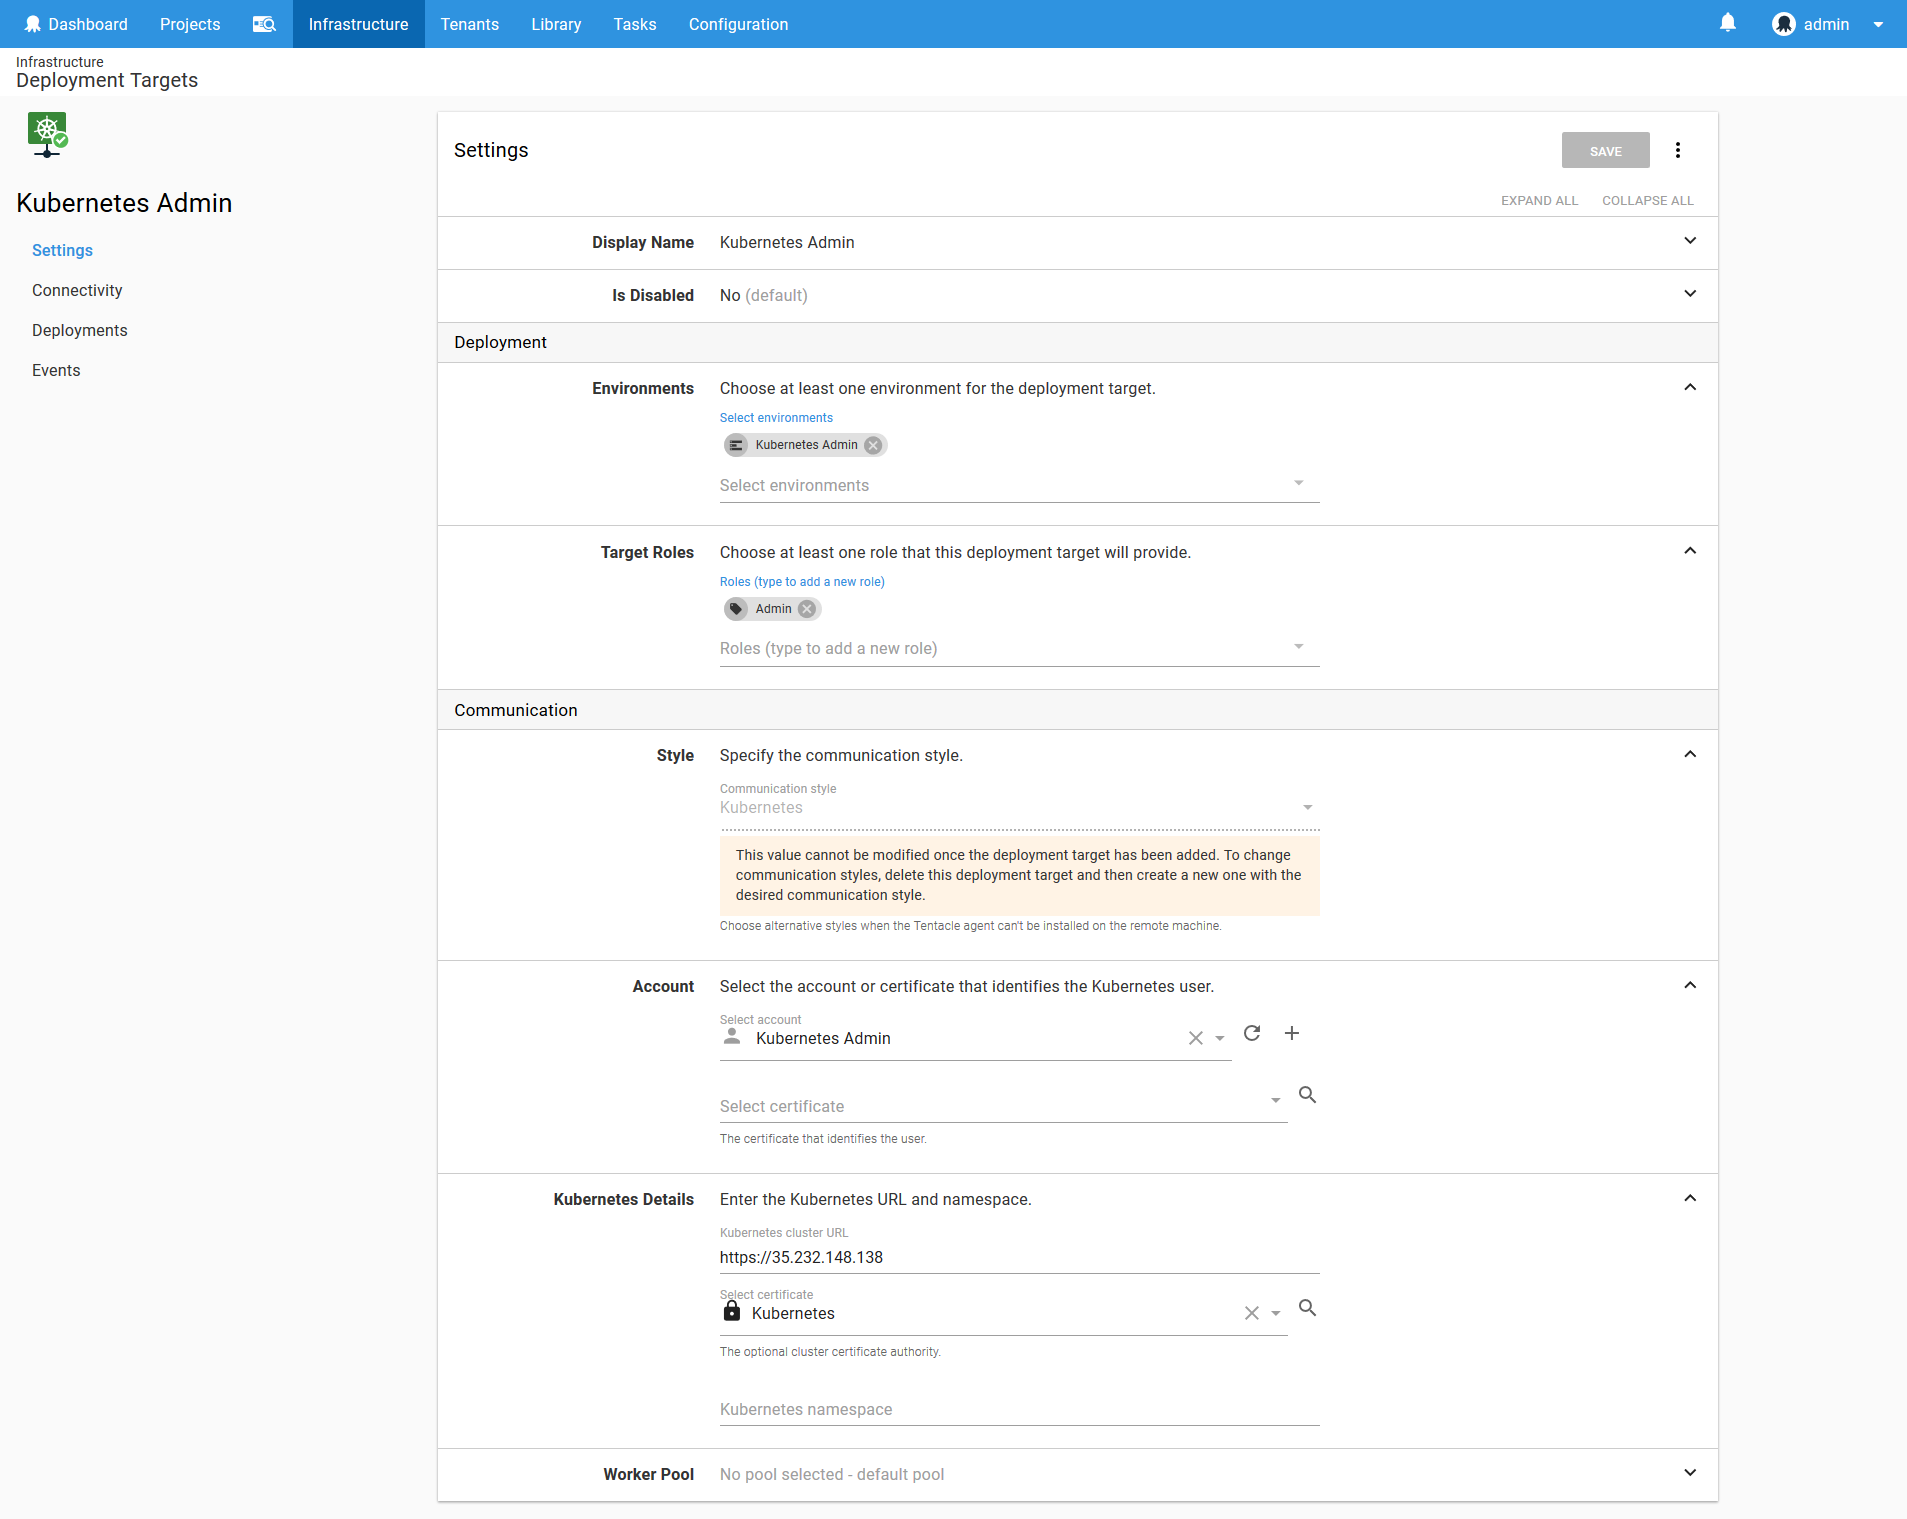 Dashboard Projects Infrastructure Tenants Library Tasks Configuration admin
Infrastructure
Deployment Targets
Kubernetes Admin
Settings
Connectivity
Deployments
Events
Settings
SAVE
EXPAND ALL COLLAPSE ALL
Display Name Kubernetes Admin
Is Disabled No (default)
Deployment
Environments Choose at least one environment for the deployment target.
Select environments
Kubernetes Admin
Select environments
Target Roles Choose at least one role that this deployment target will provide.
Roles (type to add a new role)
Admin
Roles (type to add a new role)
Communication
Style Specify the communication style.
Communication style
Kubernetes
This value cannot be modified once the deployment target has been added. To change
communication styles, delete this deployment target and then create a new one with the
desired communication style.
Choose alternative styles when the Tentacle agent can't be installed on the remote machine.
Account Select the account or certificate that identifies the Kubernetes user.
Select account
Kubernetes Admin
Select certificate
The certificate that identifies the user.
Kubernetes Details Enter the Kubernetes URL and namespace.
Kubernetes cluster URL
https://35.232.148.138
Select certificate
Kubernetes
The optional cluster certificate authority.
Kubernetes namespace
Worker Pool No pool selected - default pool